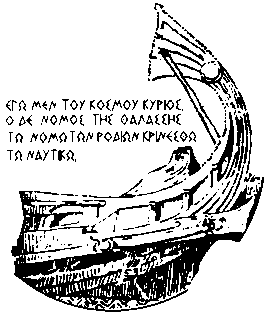 ΕΓΩ ΜΕΝ ΤΟΥ ΚΟΣΜΟΥ ΚΥΡΙΟΣ,
Ο ΔΕ ΝΟΜΟΣ ΤΗΣ ΘΑΛΑΣΣΗΣ
ΤΩ ΝΟΜΩ ΤΩΝ ΡΟΔΙΩΝ ΚΡΙΝΕΣΘΩ
ΤΩ ΝΑΥΤΙΚΩ.